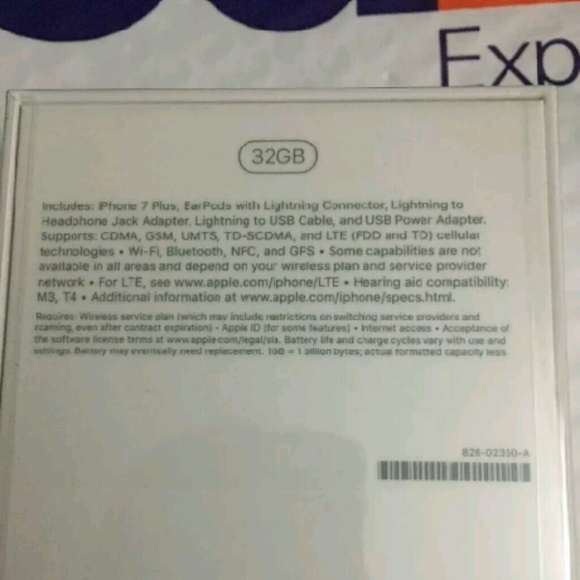 Exp
32GB
Includes: iPhone 7 Plus, EarPods with Lightning Connector, Lightning to
Headphone Jack Adapter, Lightning to USB Cable, and USB Power Adapter.
Supports: CDMA, GSM, UMTS, TD-SCDMA, and LTE (FDD and TD) cellular
technologies • Wi-Fi, Bluetooth, NFC, and GPS • Some capabilities are not
available in all areas and depend on your wireless plan and service provider
network • For LTE, see www.apple.com/iphone/LTE • Hearing aid compatibility:
M3, T4 • Additional information at www.apple.com/iphone/specs.html.
Requires: Wireless service plan (which may include restrictions on switching service providers and
roaming, even after contract expiration) • Apple ID (for some features) • Internet access • Acceptance of
the software license terms at www.apple.com/legal/sla. Battery life and charge cycles vary with use and
settings. Battery may eventually need replacement. 1GB = 1 billion bytes; actual formatted capacity less.
826-02350-A